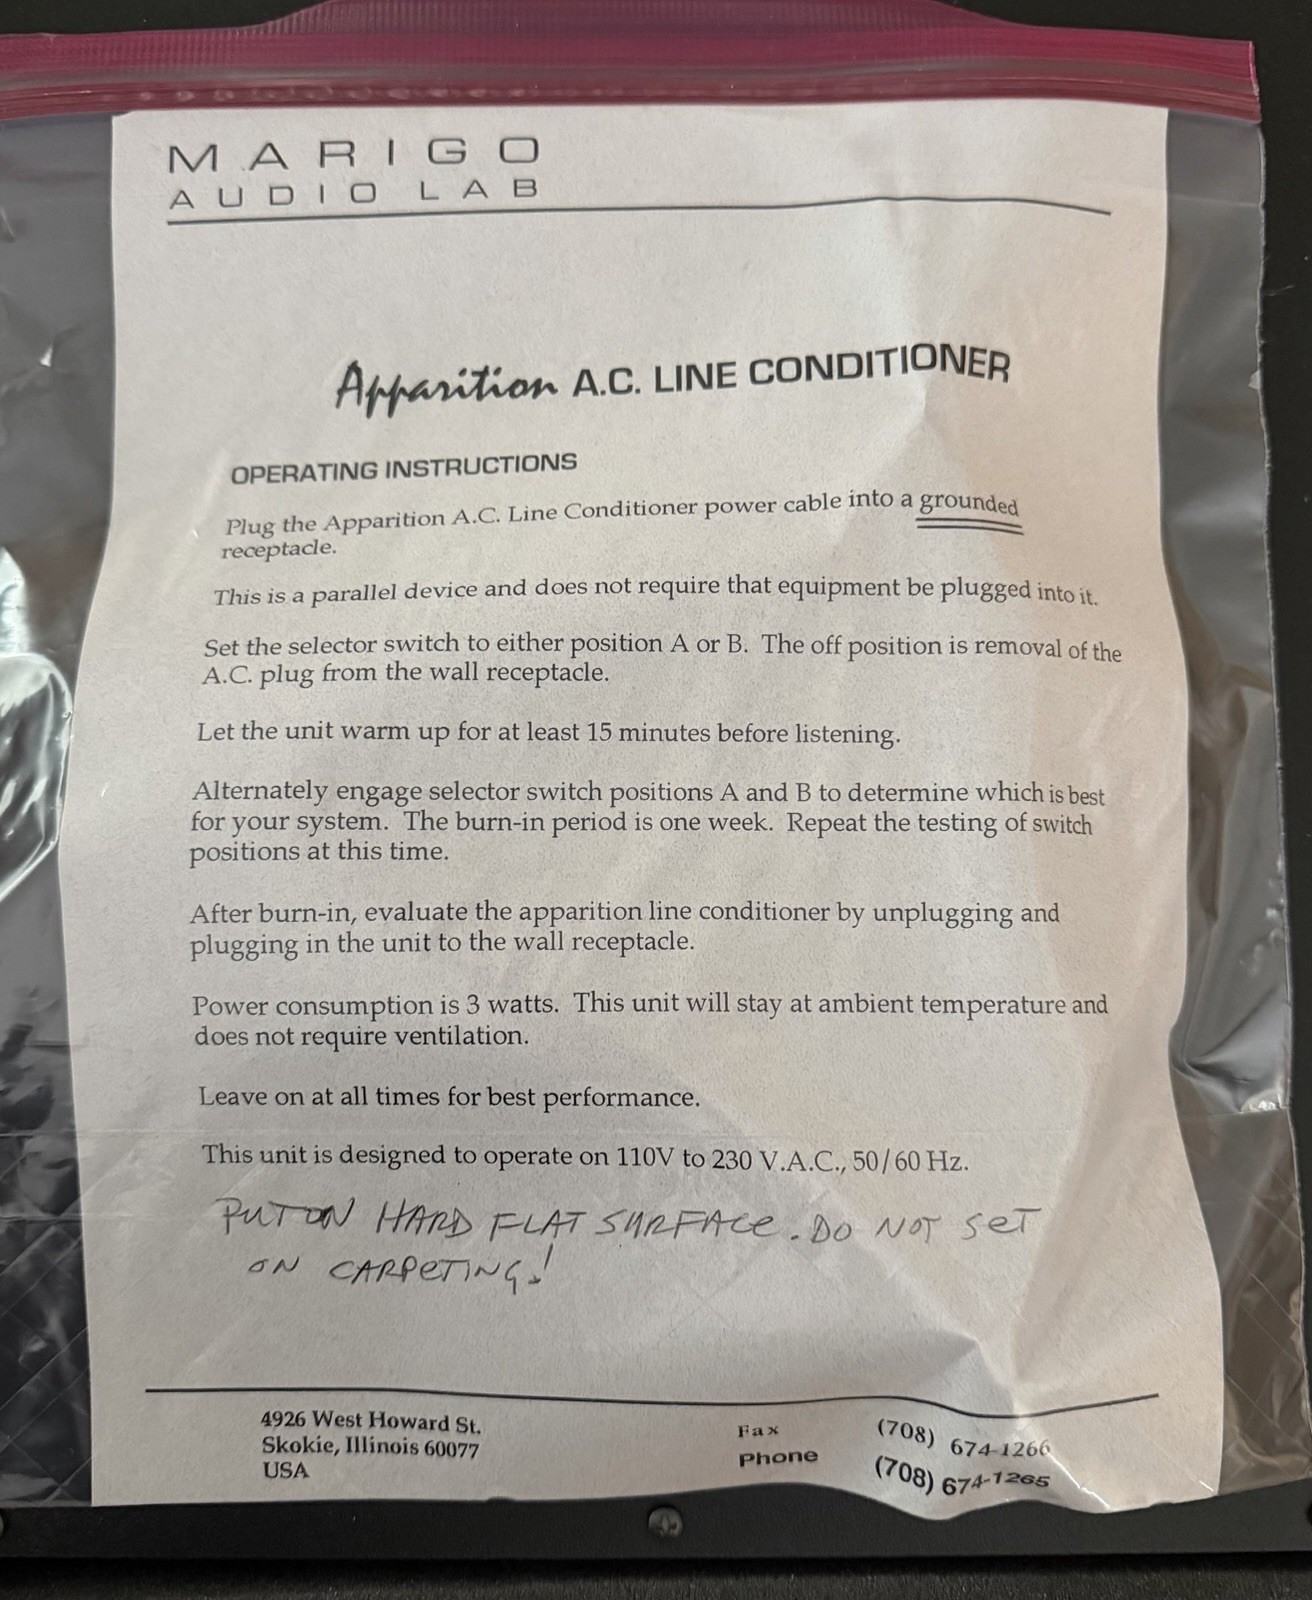 MARIGO
AUDIO LAB
Apparition A.C. LINE CONDITIONER
OPERATING INSTRUCTIONS
Plug the Apparition A.C. Line Conditioner power cable into a grounded
receptacle.
This is a parallel device and does not require that equipment be plugged into it.
Set the selector switch to either position A or B. The off position is removal of the
A.C. plug from the wall receptacle.
Let the unit warm up for at least 15 minutes before listening.
Alternately engage selector switch positions A and B to determine which is best
for your system. The burn-in period is one week. Repeat the testing of switch
positions at this time.
After burn-in, evaluate the apparition line conditioner by unplugging and
plugging in the unit to the wall receptacle.
Power consumption is 3 watts. This unit will stay at ambient temperature and
does not require ventilation.
Leave on at all times for best performance.
This unit is designed to operate on 110V to 230 V.A.C., 50/60 Hz.
PUT ON HARD FLAT SURFACE. DO NOT SET
ON CARPETING!
4926 West Howard St.
Skokie, Illinois 60077
USA
Fax (708) 674-1266
Phone (708) 674-1265